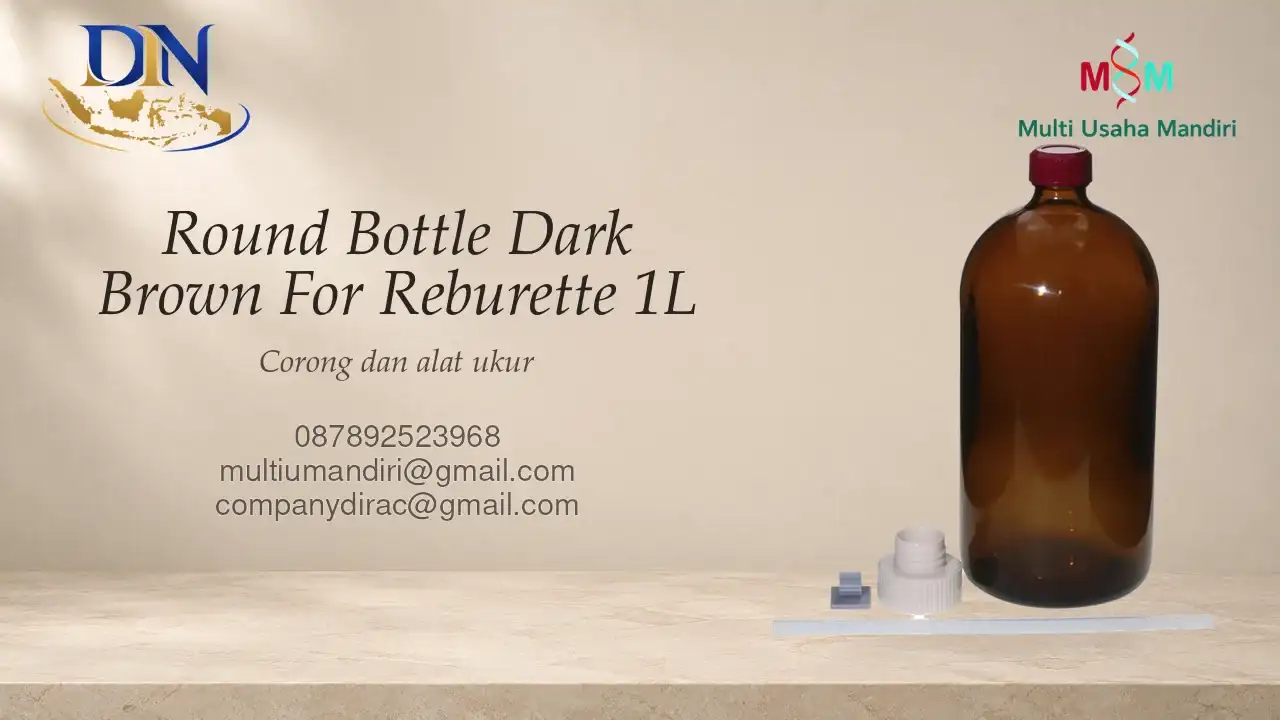 DIN
MSM
Multi Usaha Mandiri
Round Bottle Dark
Brown For Reburette 1L
Corong dan alat ukur
087892523968
multiumandiri@gmail.com
companydirac@gmail.com